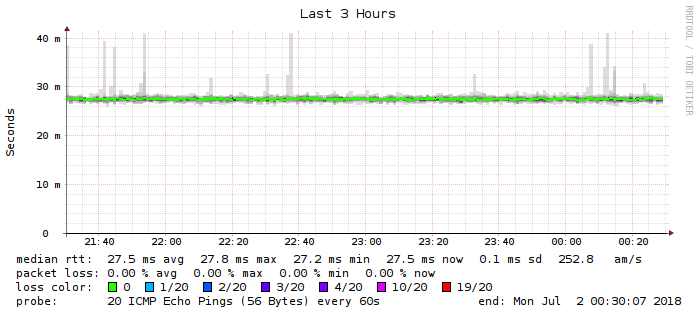 Last 3 Hours
RRDTOOL / TOBI OETIKER
Seconds
40 m
30 m
20 m
10 m
0
21:40 22:00 22:20 22:40 23:00 23:20 23:40 00:00 00:20
median rtt: 27.5 ms avg 27.8 ms max 27.2 ms min 27.5 ms now 0.1 ms sd 252.8 am/s
packet loss: 0.00 % avg 0.00 % max 0.00 % min 0.00 % now
loss color: 0 1/20 2/20 3/20 4/20 10/20 19/20
probe: 20 ICMP Echo Pings (56 Bytes) every 60s end: Mon Jul 2 00:30:07 2018